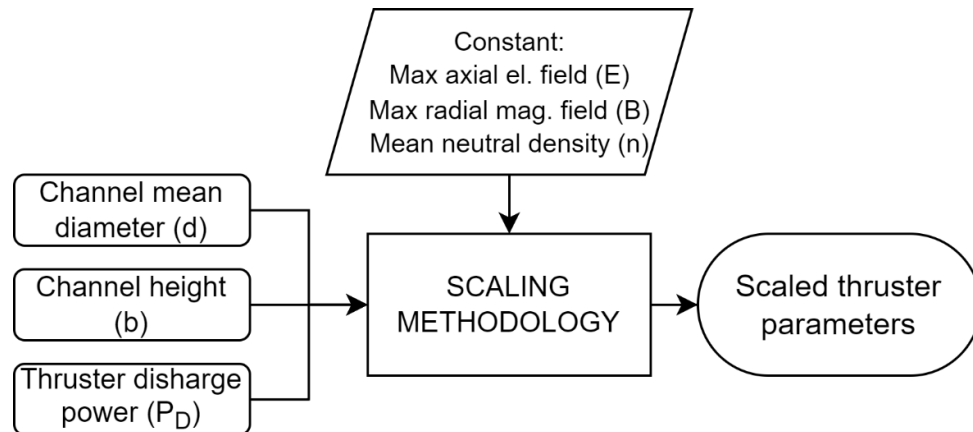 Constant:
Max axial el. field (E)
Max radial mag. field (B)
Mean neutral density (n)
Channel mean
diameter (d)
Channel height
(b)
Thruster disharge
power (P_D)
SCALING
METHODOLOGY
Scaled thruster
parameters